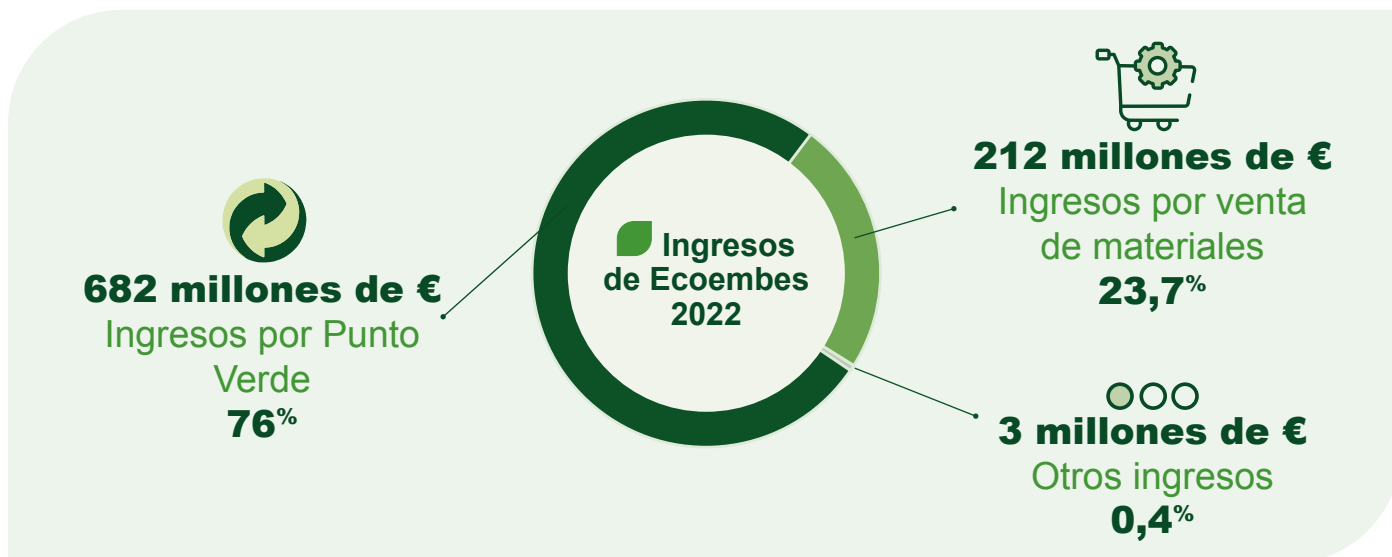 682 millones de €
Ingresos por Punto
Verde
76%
Ingresos
de Ecoembes
2022
212 millones de €
Ingresos por venta
de materiales
23,7%
3 millones de €
Otros ingresos
0,4%